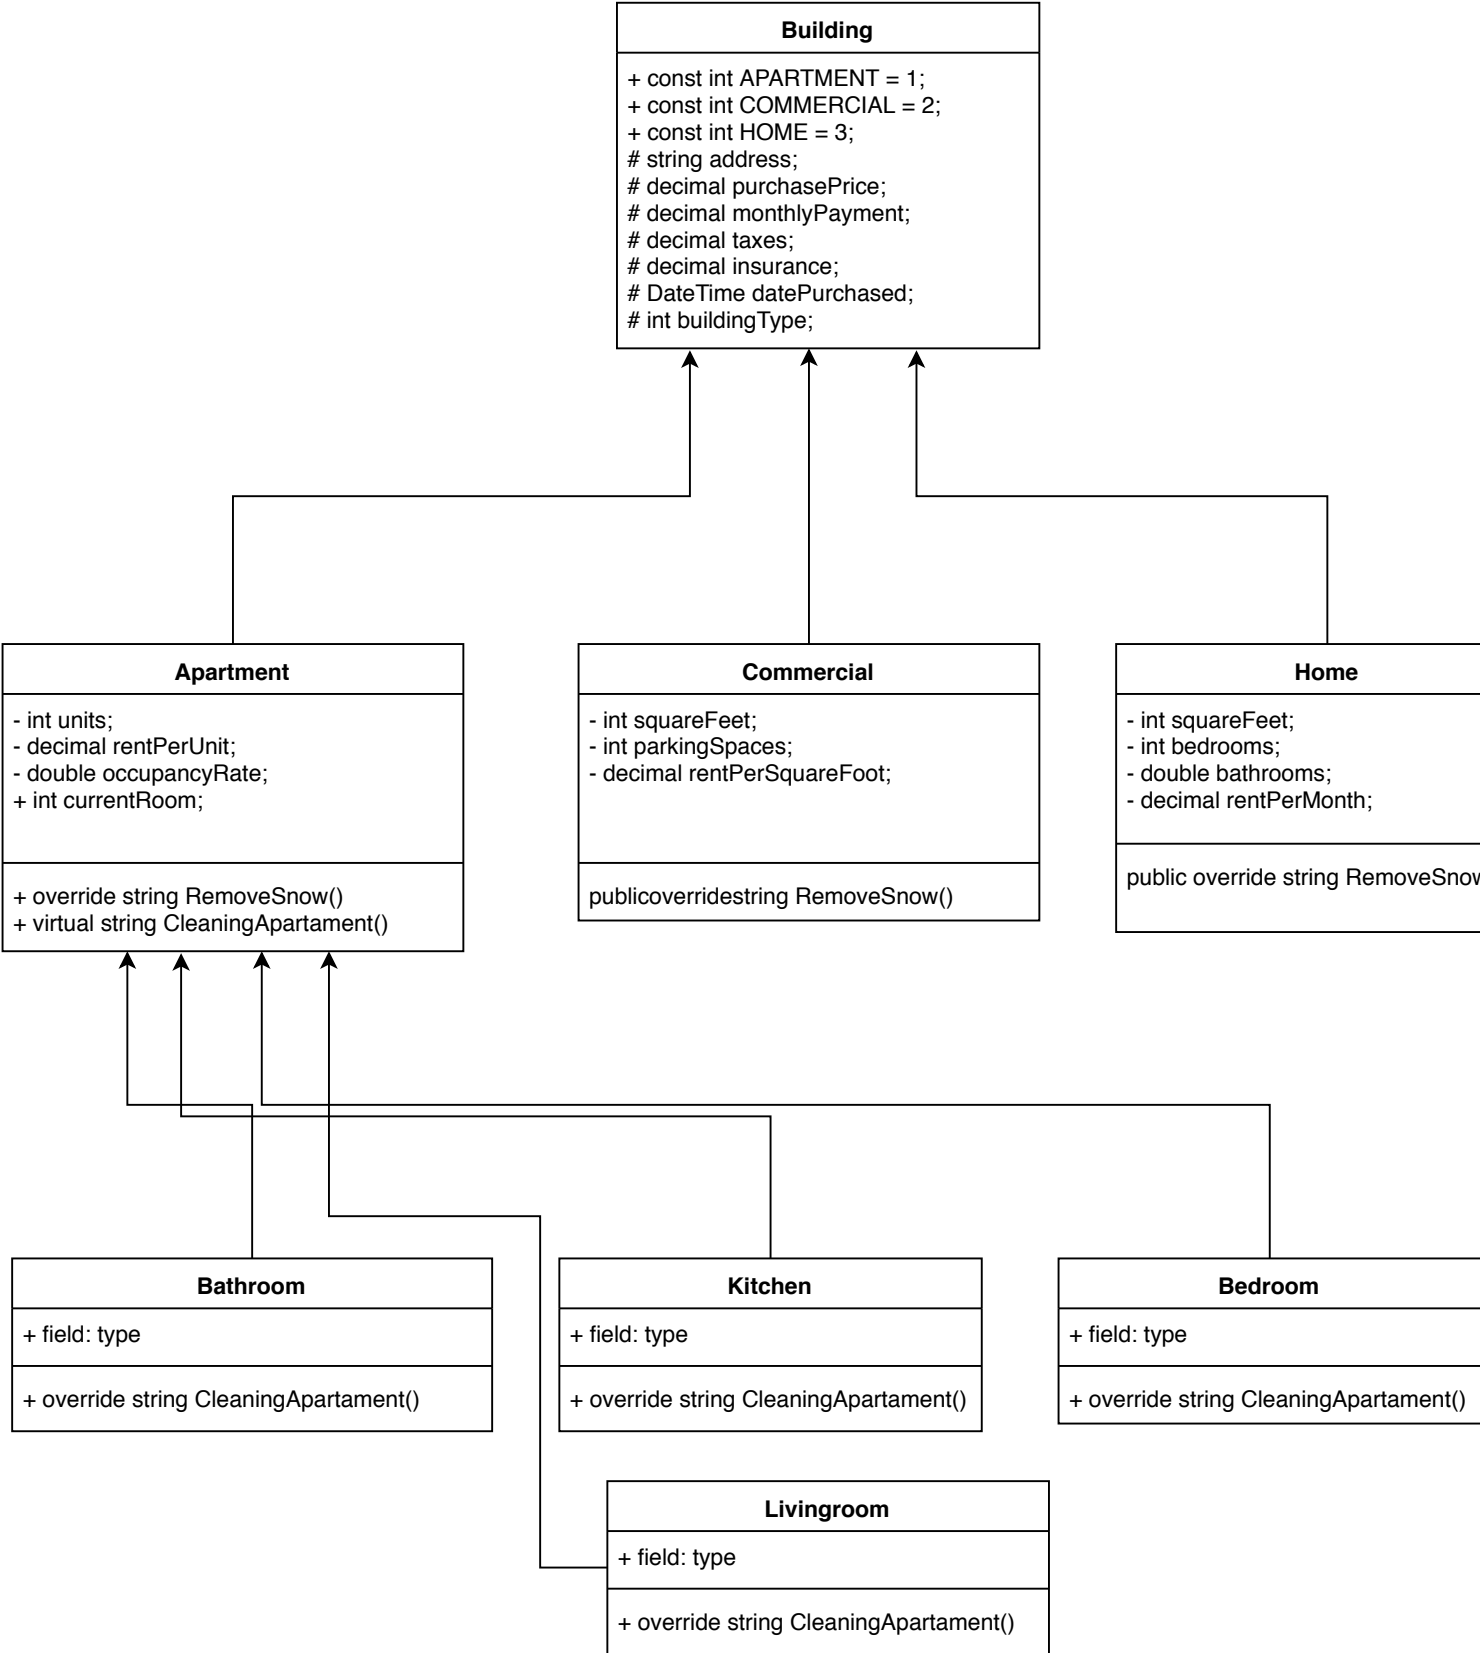 Building
+ const int APARTMENT = 1;
+ const int COMMERCIAL = 2;
+ const int HOME = 3;
# string address;
# decimal purchasePrice;
# decimal monthlyPayment;
# decimal taxes;
# decimal insurance;
# DateTime datePurchased;
# int buildingType;
Apartment
- int units;
- decimal rentPerUnit;
- double occupancyRate;
+ int currentRoom;
+ override string RemoveSnow()
+ virtual string CleaningApartament()
Commercial
- int squareFeet;
- int parkingSpaces;
- decimal rentPerSquareFoot;
publicoverridestring RemoveSnow()
Home
- int squareFeet;
- int bedrooms;
- double bathrooms;
- decimal rentPerMonth;
public override string RemoveSnow
Bathroom
+ field: type
+ override string CleaningApartament()
Kitchen
+ field: type
+ override string CleaningApartament()
Bedroom
+ field: type
+ override string CleaningApartament()
Livingroom
+ field: type
+ override string CleaningApartament()